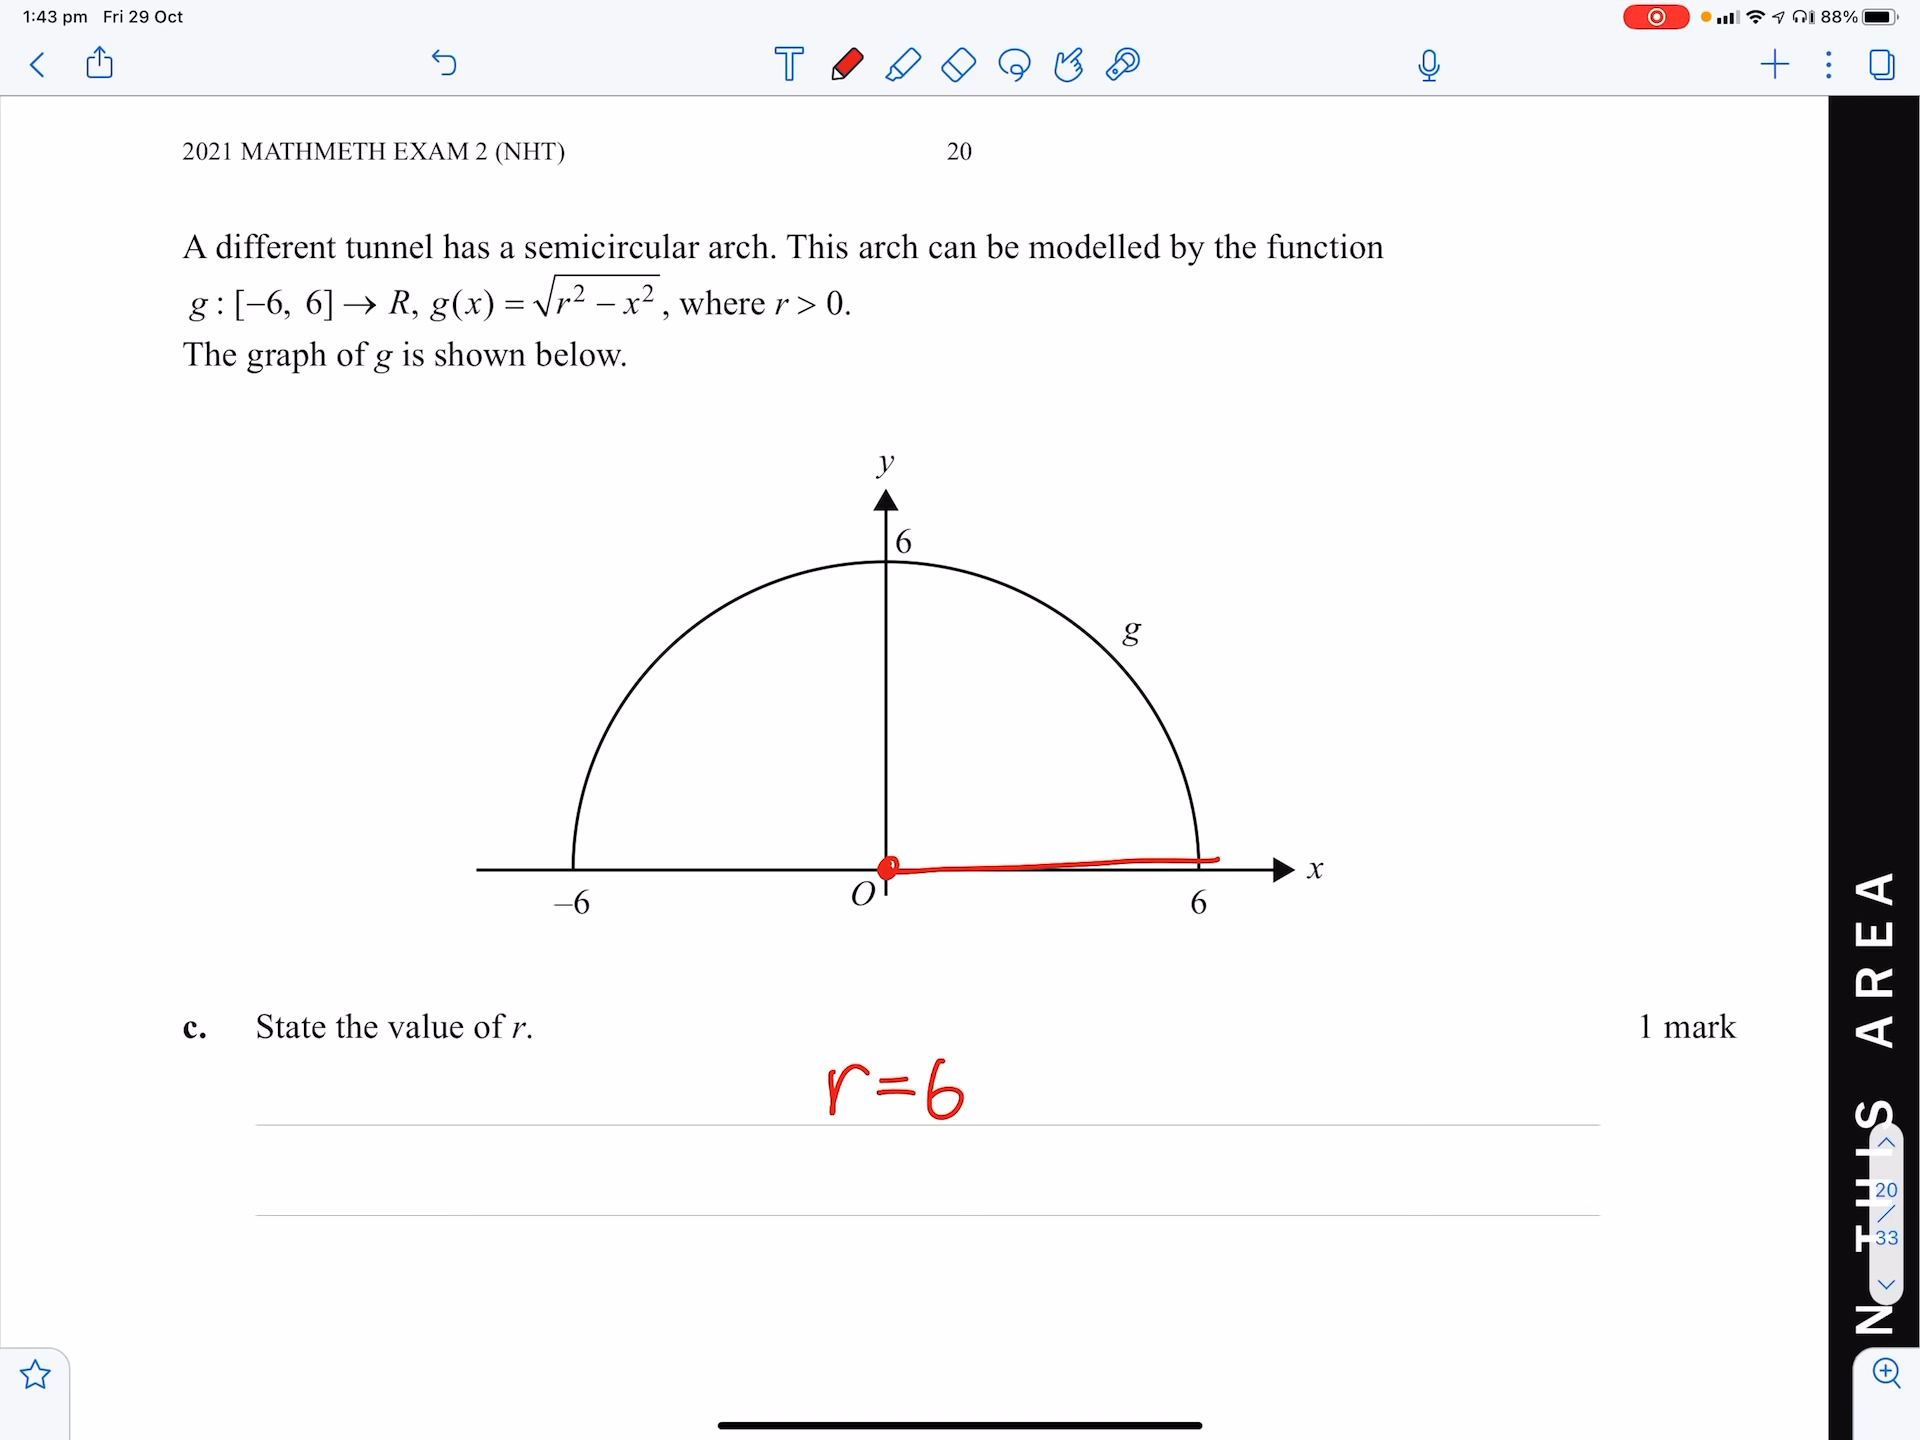 1:43 pm Fri 29 Oct
88%
T
2021 MATHMETH EXAM 2 (NHT) 20
A different tunnel has a semicircular arch. This arch can be modelled by the function
g : [–6, 6] → R, g(x) = √(r² – x²), where r > 0.
The graph of g is shown below.
y
6
g
x
O
–6
6
c. State the value of r. 1 mark
r=6
N THIS AREA
20
/
33